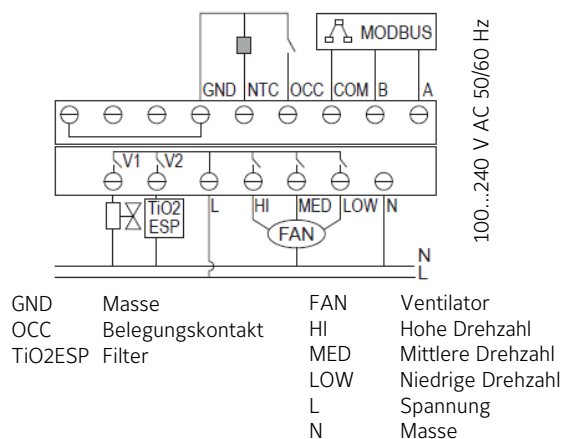 MODBUS
GND NTC OCC COM B A
100...240 V AC 50/60 Hz
V1 V2
TiO2 ESP L HI MED LOW N
FAN
N
L
GND Masse
OCC Belegungskontakt
TiO2ESP Filter
FAN Ventilator
HI Hohe Drehzahl
MED Mittlere Drehzahl
LOW Niedrige Drehzahl
L Spannung
N Masse